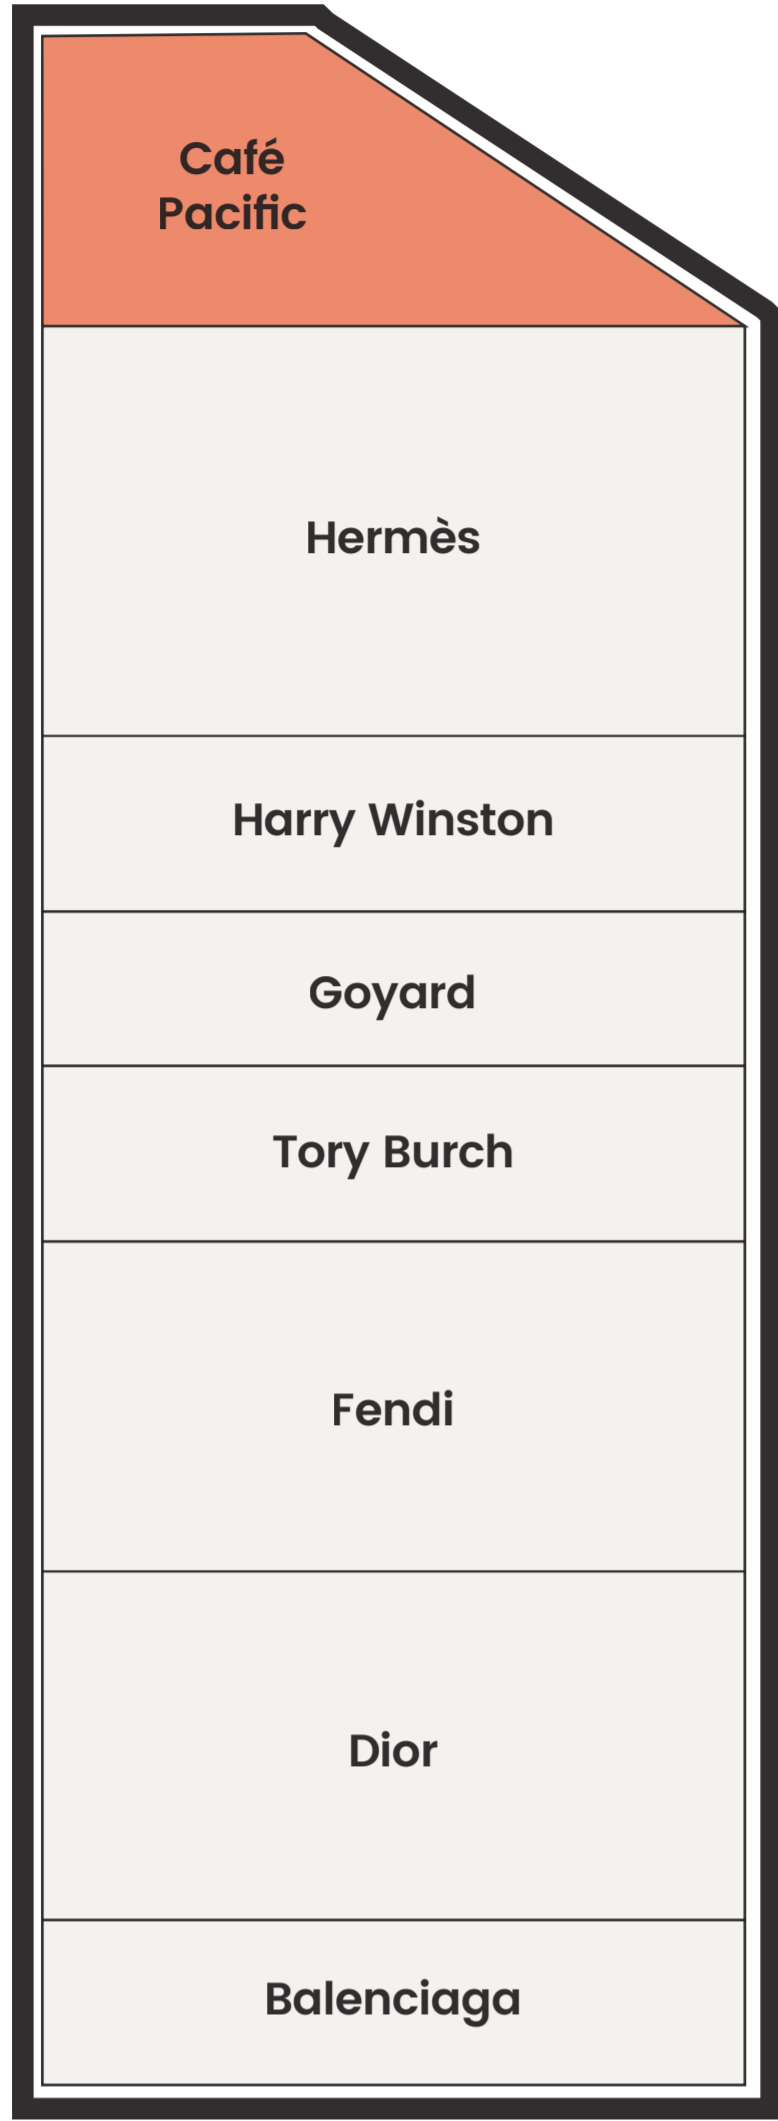 Café
Pacific
Hermès
Harry Winston
Goyard
Tory Burch
Fendi
Dior
Balenciaga